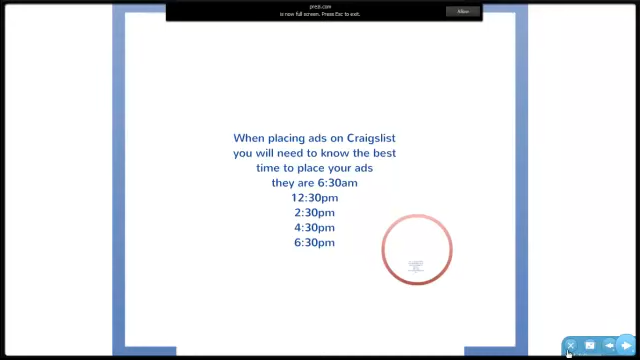 prezi.com
is now full screen. Press Esc to exit.
Allow
When placing ads on Craigslist
you will need to know the best
time to place your ads
they are 6:30am
12:30pm
2:30pm
4:30pm
6:30pm